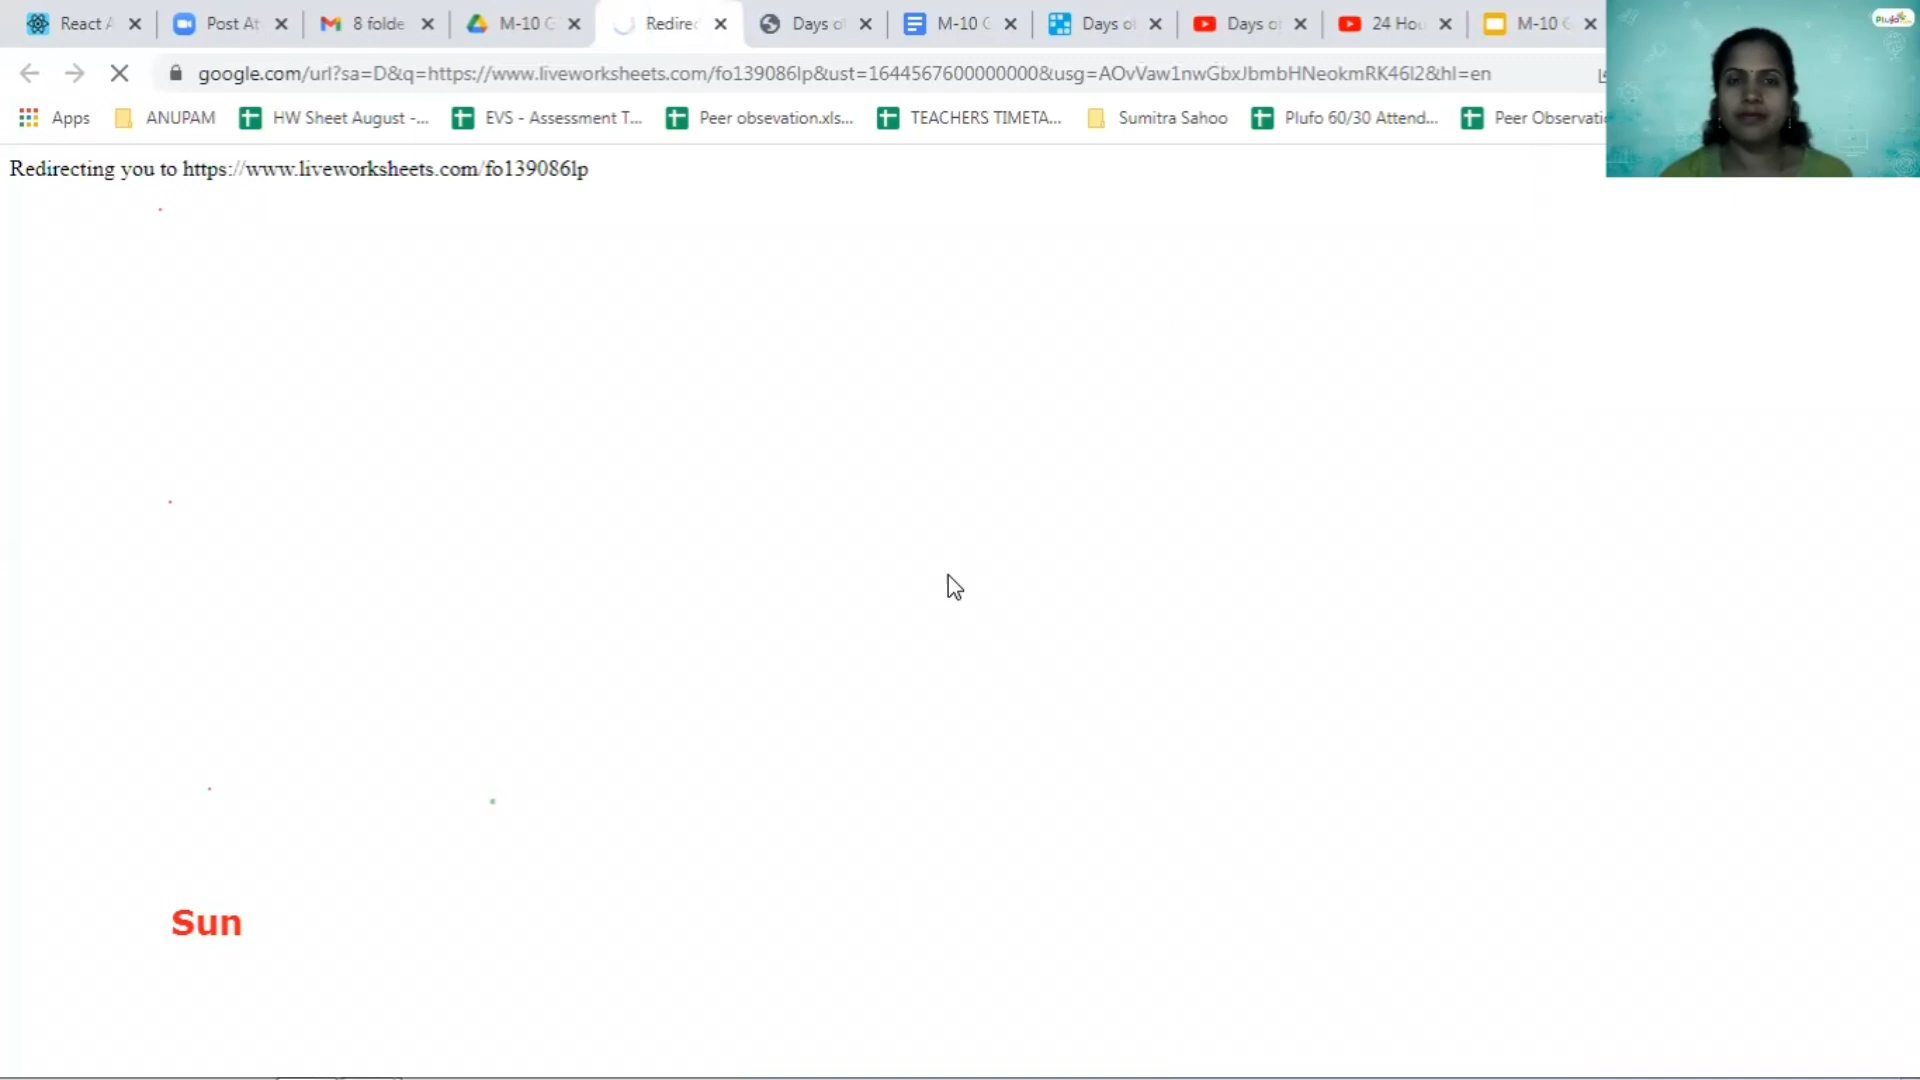 React A
Post At
8 folde
M-10 G
Redirec
Days o
M-10 G
Days o
Days o
24 Hou
M-10 G
google.com/url?sa=D&q=https://www.liveworksheets.com/fo139086lp&ust=1644567600000000&usg=AOvVaw1nwGbxJbmbHNeokmRK46I2&hl=en
Apps ANUPAM HW Sheet August -... EVS - Assessment T... Peer obsevation.xls... TEACHERS TIMETA... Sumitra Sahoo Plufo 60/30 Attend... Peer Observati
Plufo
Redirecting you to https://www.liveworksheets.com/fo139086lp
Sun